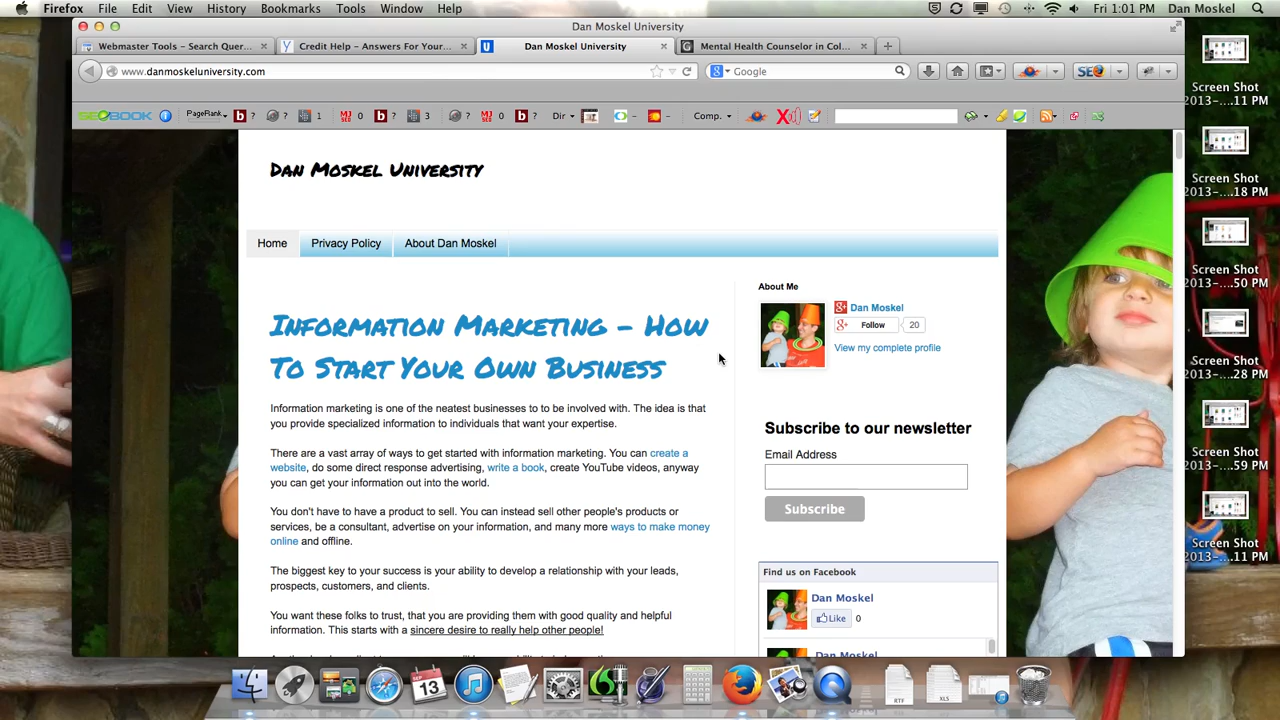 Firefox File Edit View History Bookmarks Tools Window Help Fri 1:01 PM Dan Moskel
Dan Moskel University
Webmaster Tools - Search Quer... Credit Help - Answers For Your... Dan Moskel University Mental Health Counselor in Col...
www.danmoskeluniversity.com Google SEO
SEOBOOK PageRank ? ? 1 0 ? 3 ? 0 ? Dir Comp.
Dan Moskel University
Home Privacy Policy About Dan Moskel
Information Marketing - How
To Start Your Own Business
Information marketing is one of the neatest businesses to to be involved with. The idea is that
you provide specialized information to individuals that want your expertise.
There are a vast array of ways to get started with information marketing. You can create a
website, do some direct response advertising, write a book, create YouTube videos, anyway
you can get your information out into the world.
You don't have to have a product to sell. You can instead sell other people's products or
services, be a consultant, advertise on your information, and many more ways to make money
online and offline.
The biggest key to your success is your ability to develop a relationship with your leads,
prospects, customers, and clients.
You want these folks to trust, that you are providing them with good quality and helpful
information. This starts with a sincere desire to really help other people!
About Me
Dan Moskel
Follow 20
View my complete profile
Subscribe to our newsletter
Email Address
Subscribe
Find us on Facebook
Dan Moskel
Like 0
Dan Moskel
Screen Shot
2013-....11 PM
Screen Shot
2013-....18 PM
Screen Shot
2013-....50 PM
Screen Shot
2013-....28 PM
Screen Shot
2013-....59 PM
Screen Shot
2013-....11 PM
SEP
13
RTF
XLS